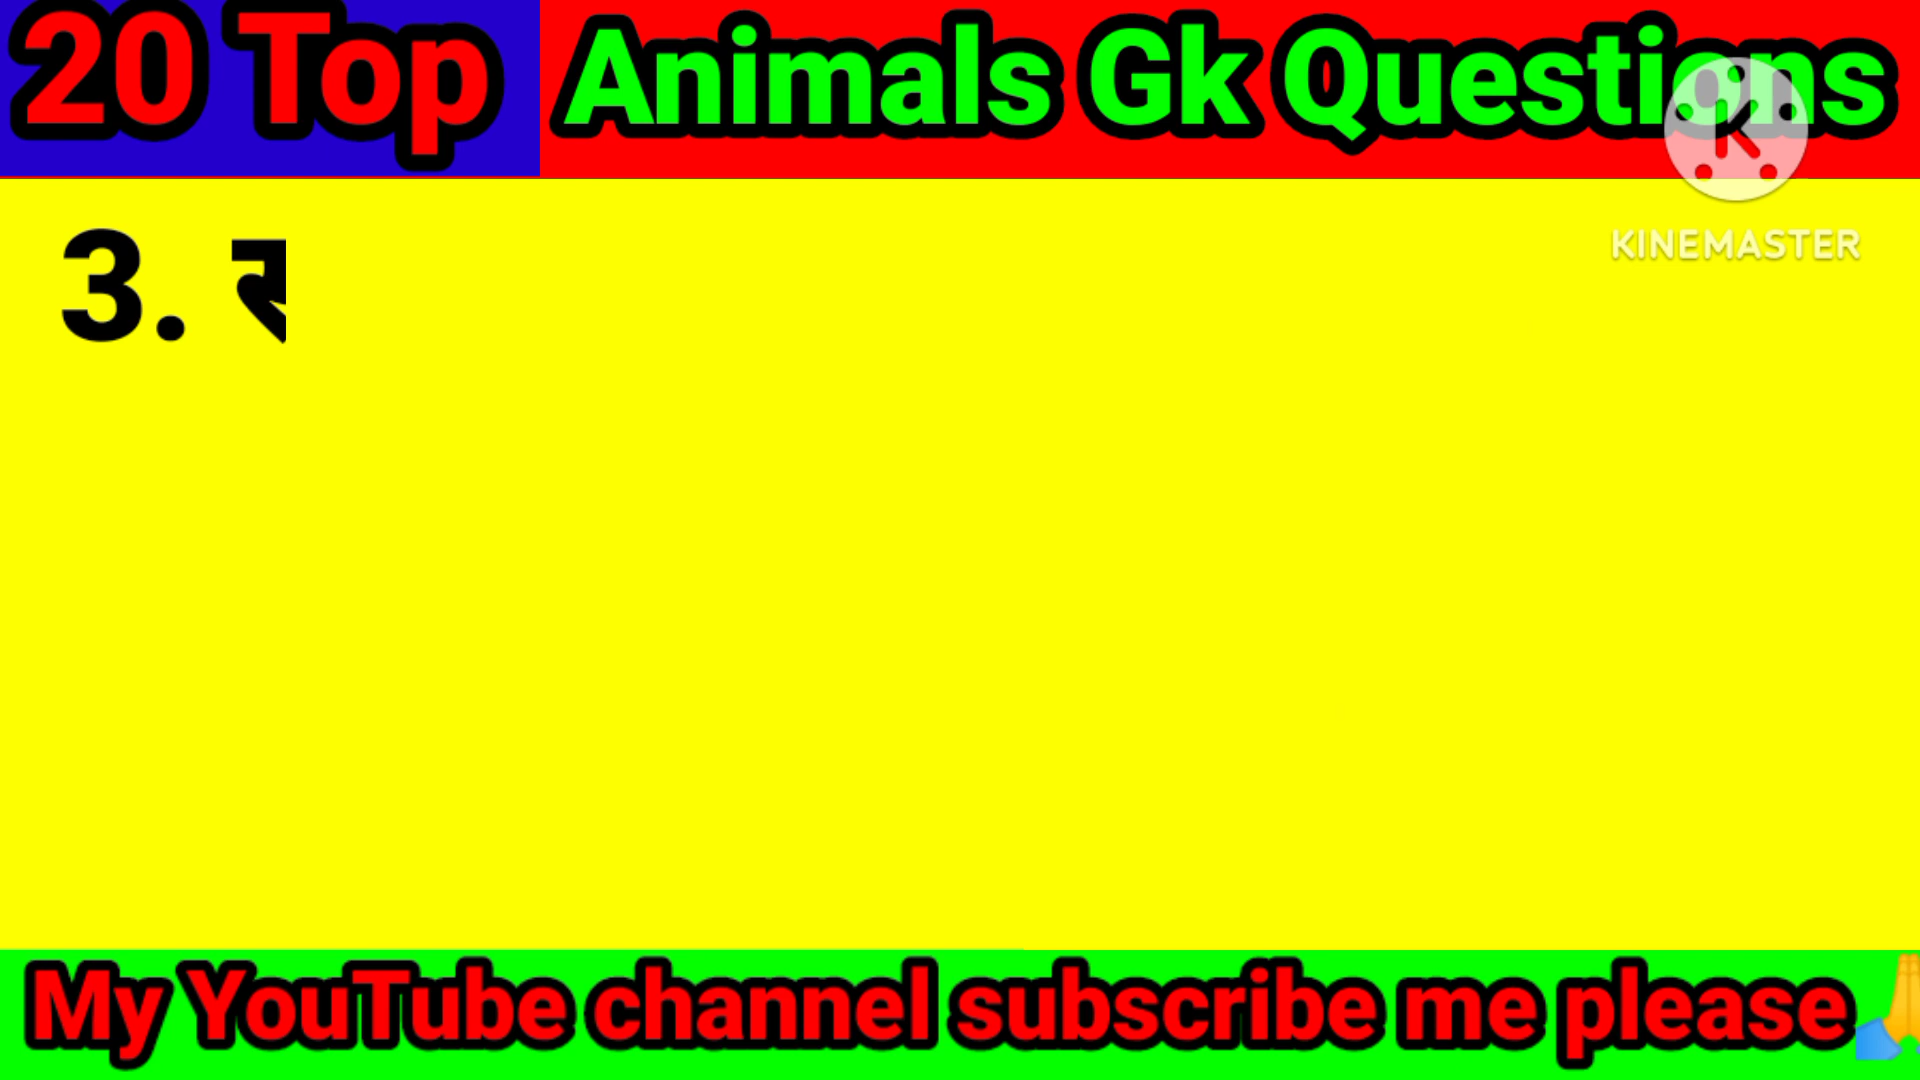 20 Top Animals Gk Questions
KINEMASTER
3.
My YouTube channel subscribe me please🙏